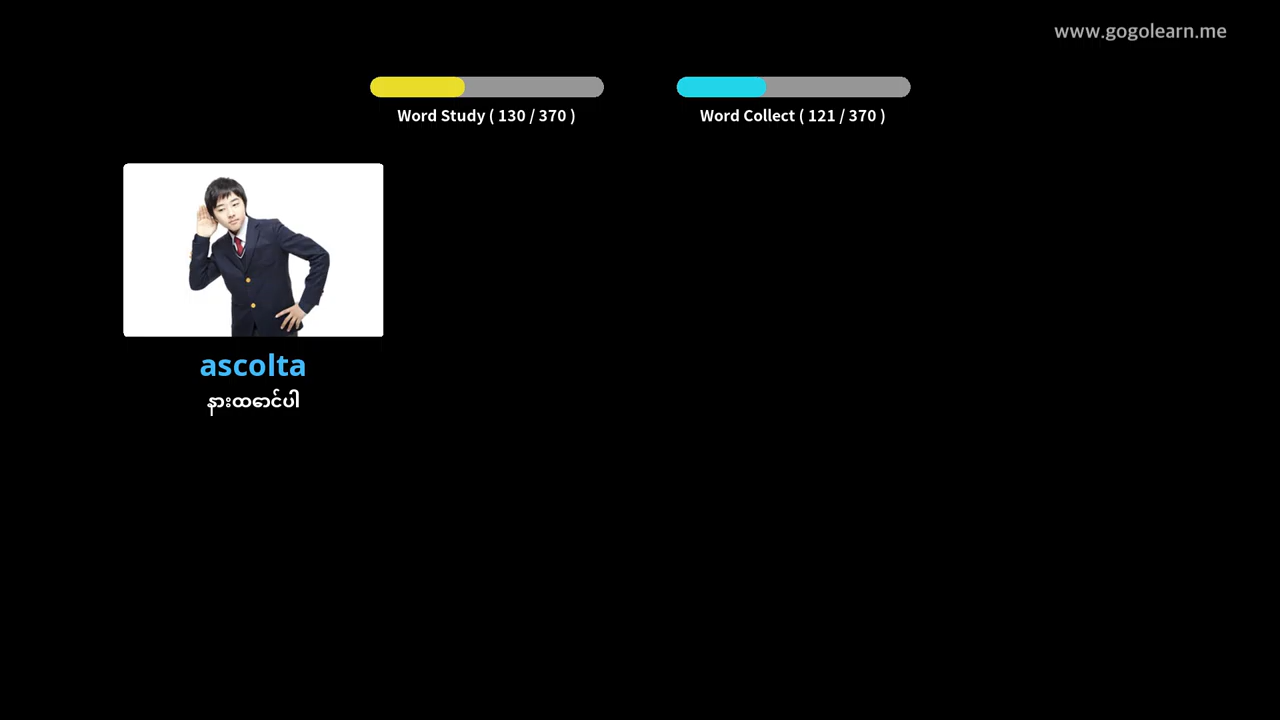 www.gogolearn.me
Word Study ( 130 / 370 )
Word Collect ( 121 / 370 )
ascolta
နားထောင်ပါ